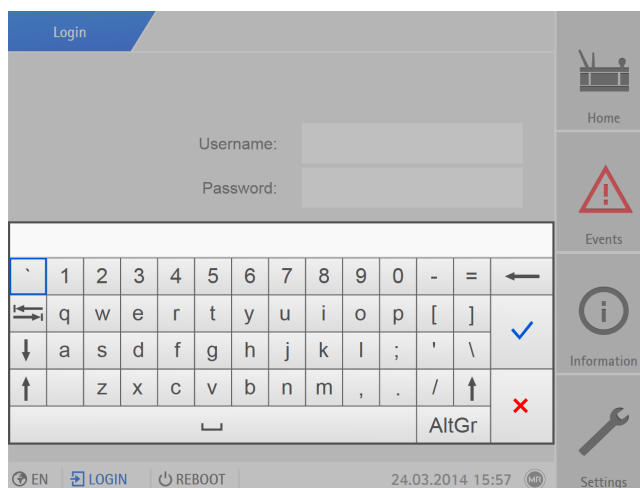 Login
Home
Username:
Password:
Events
` 1 2 3 4 5 6 7 8 9 0 - =
q w e r t y u i o p [ ]
a s d f g h j k l ; ' \
Information
z x c v b n m , . /
AltGr
EN LOGIN REBOOT 24.03.2014 15:57 MR
Settings